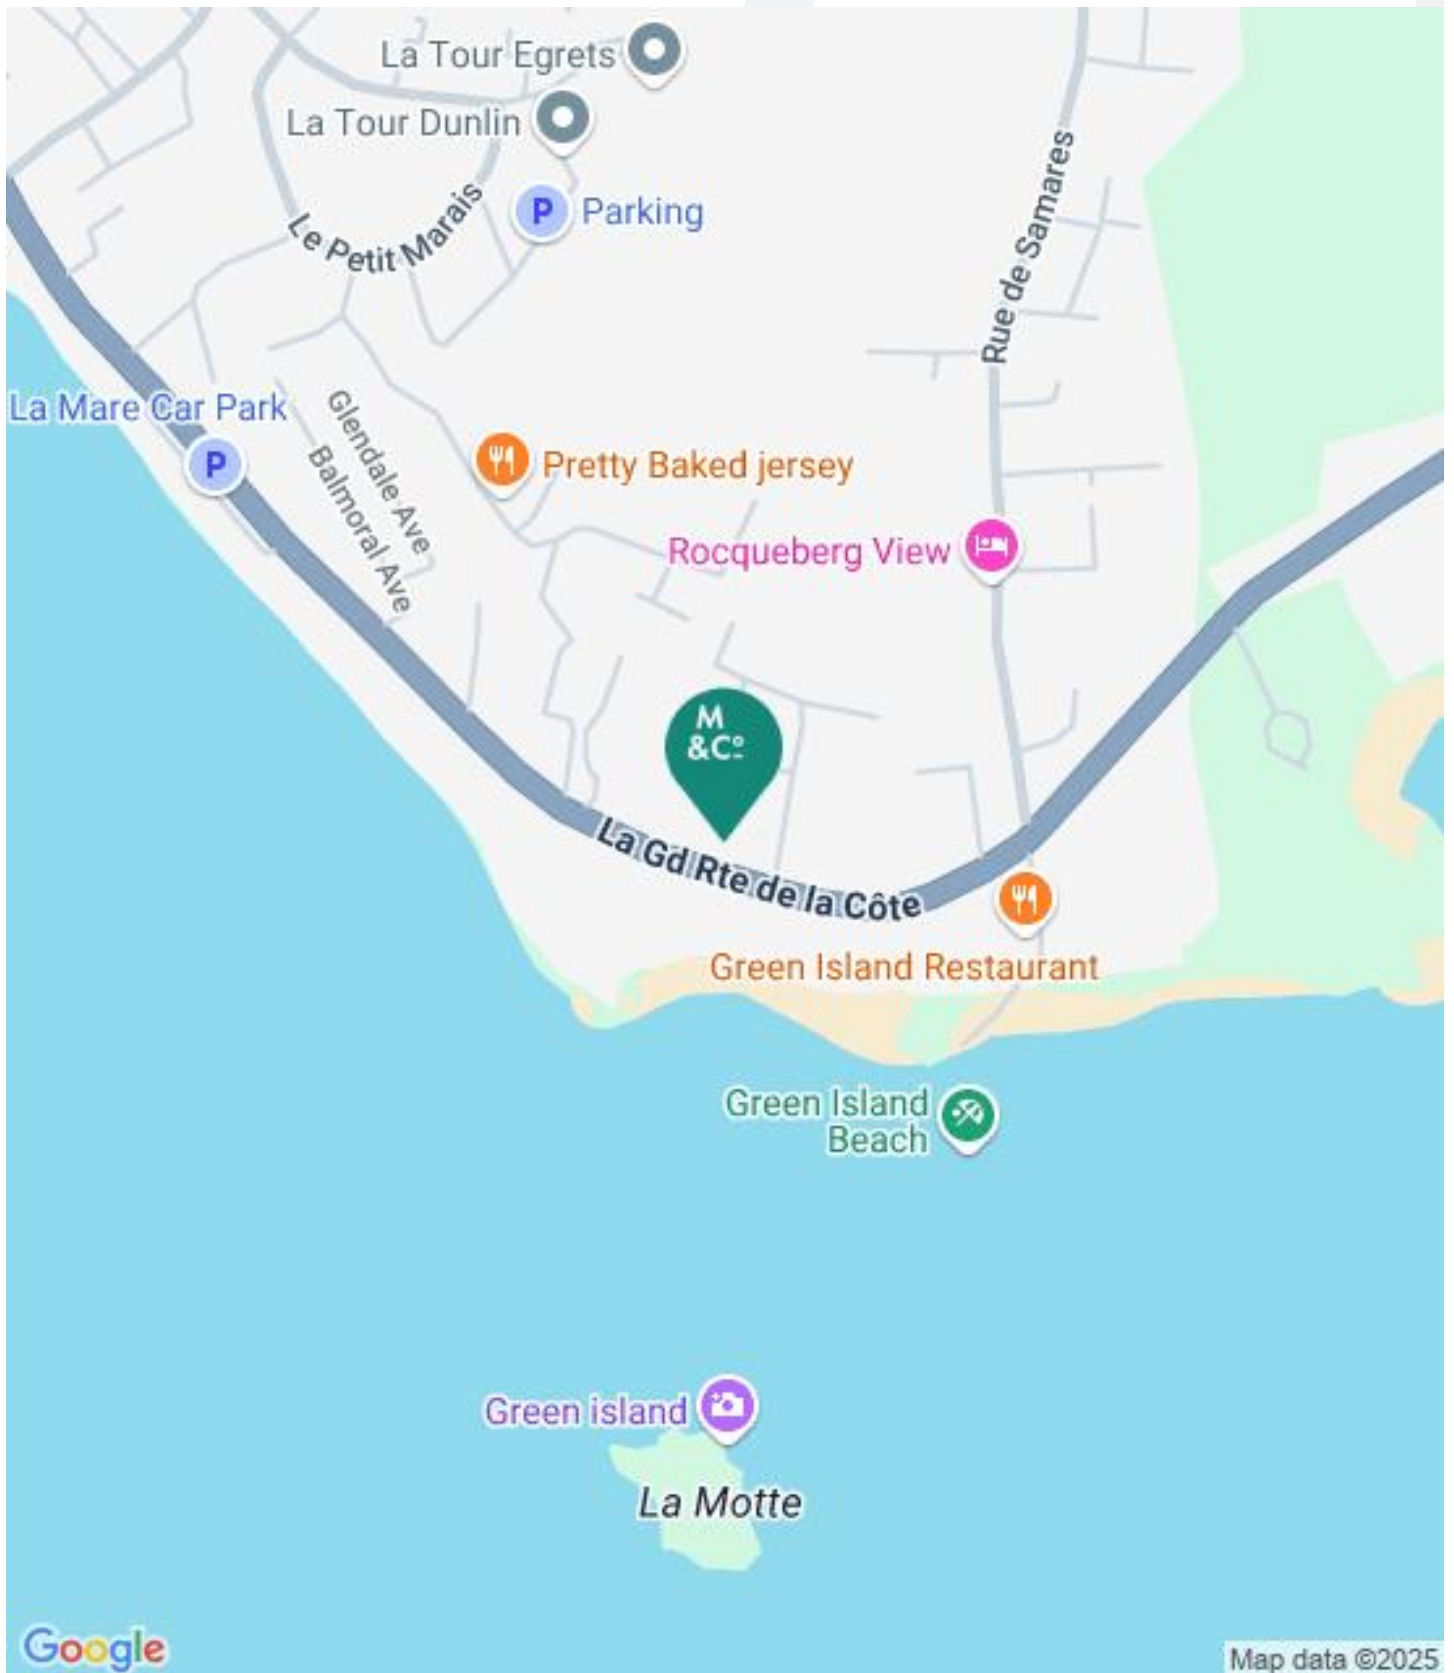 La Tour Egrets
La Tour Dunlin
P
Parking
Le Petit Marais
Rue de Samares
La Mare Car Park
P
Glendale Ave
Balmoral Ave
Pretty Baked jersey
Rocqueberg View
M
&Cº
La Gd Rte de la Côte
Green Island Restaurant
Green Island
Beach
Green island
La Motte
Google
Map data ©2025